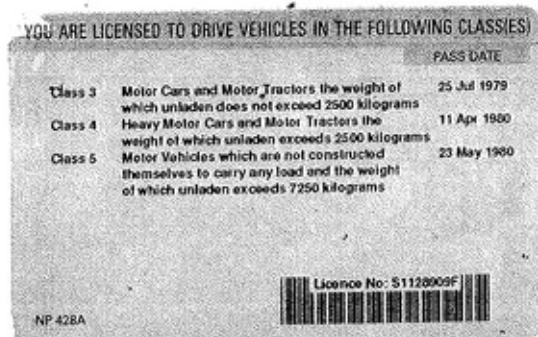 YOU ARE LICENSED TO DRIVE VEHICLES IN THE FOLLOWING CLASS(ES)
PASS DATE
Class 3 Motor Cars and Motor Tractors the weight of 25 Jul 1979
which unladen does not exceed 2500 kilograms
Class 4 Heavy Motor Cars and Motor Tractors the 11 Apr 1980
weight of which unladen exceeds 2500 kilograms
Class 5 Motor Vehicles which are not constructed 23 May 1980
themselves to carry any load and the weight
of which unladen exceeds 7250 kilograms
Licence No: S1128909F
NP 428A